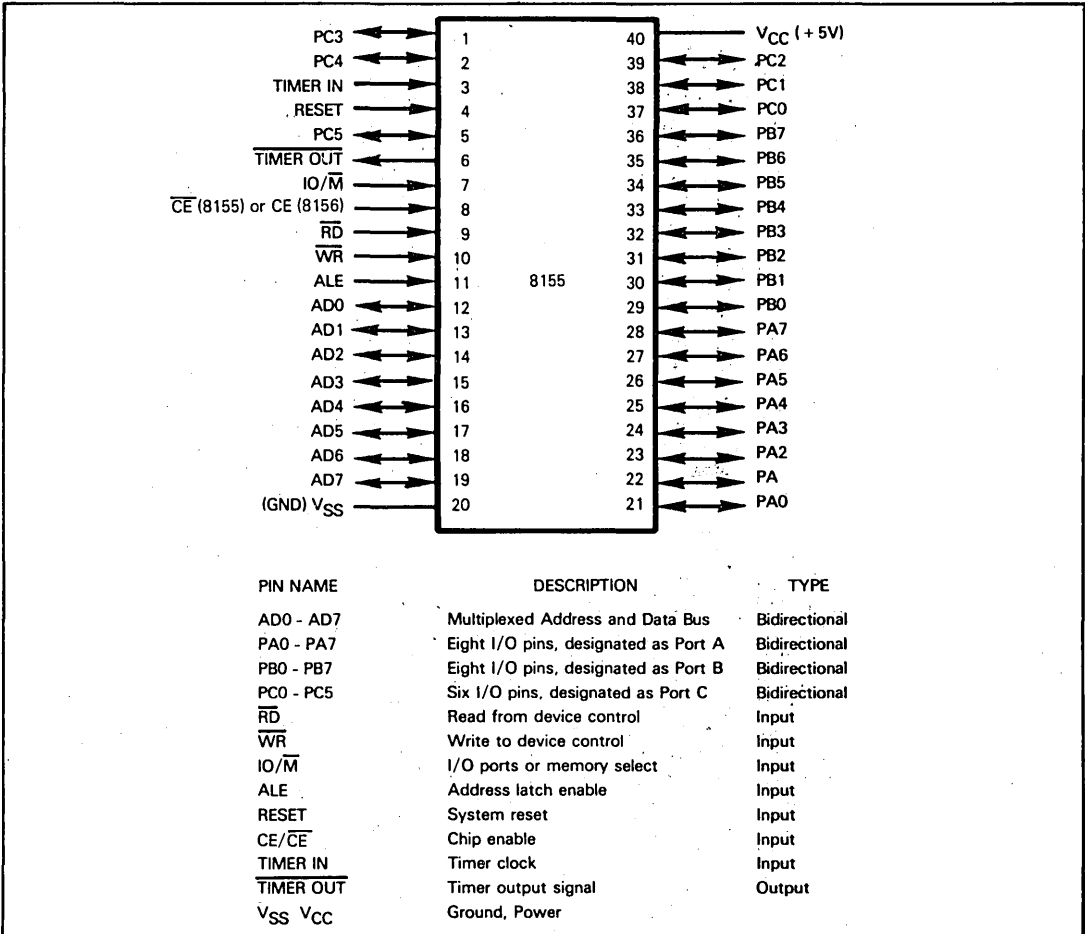 PC3 1 40 VCC (+5V)
PC4 2 39 PC2
TIMER IN 3 38 PC1
RESET 4 37 PC0
PC5 5 36 PB7
TIMER OUT 6 35 PB6
IO/M 7 34 PB5
CE (8155) or CE (8156) 8 33 PB4
RD 9 32 PB3
WR 10 31 PB2
ALE 11 8155 30 PB1
AD0 12 29 PB0
AD1 13 28 PA7
AD2 14 27 PA6
AD3 15 26 PA5
AD4 16 25 PA4
AD5 17 24 PA3
AD6 18 23 PA2
AD7 19 22 PA
(GND) VSS 20 21 PA0
PIN NAME DESCRIPTION TYPE
AD0 - AD7 Multiplexed Address and Data Bus Bidirectional
PA0 - PA7 Eight I/O pins, designated as Port A Bidirectional
PB0 - PB7 Eight I/O pins, designated as Port B Bidirectional
PC0 - PC5 Six I/O pins, designated as Port C Bidirectional
RD Read from device control Input
WR Write to device control Input
IO/M I/O ports or memory select Input
ALE Address latch enable Input
RESET System reset Input
CE/CE Chip enable Input
TIMER IN Timer clock Input
TIMER OUT Timer output signal Output
VSS VCC Ground, Power